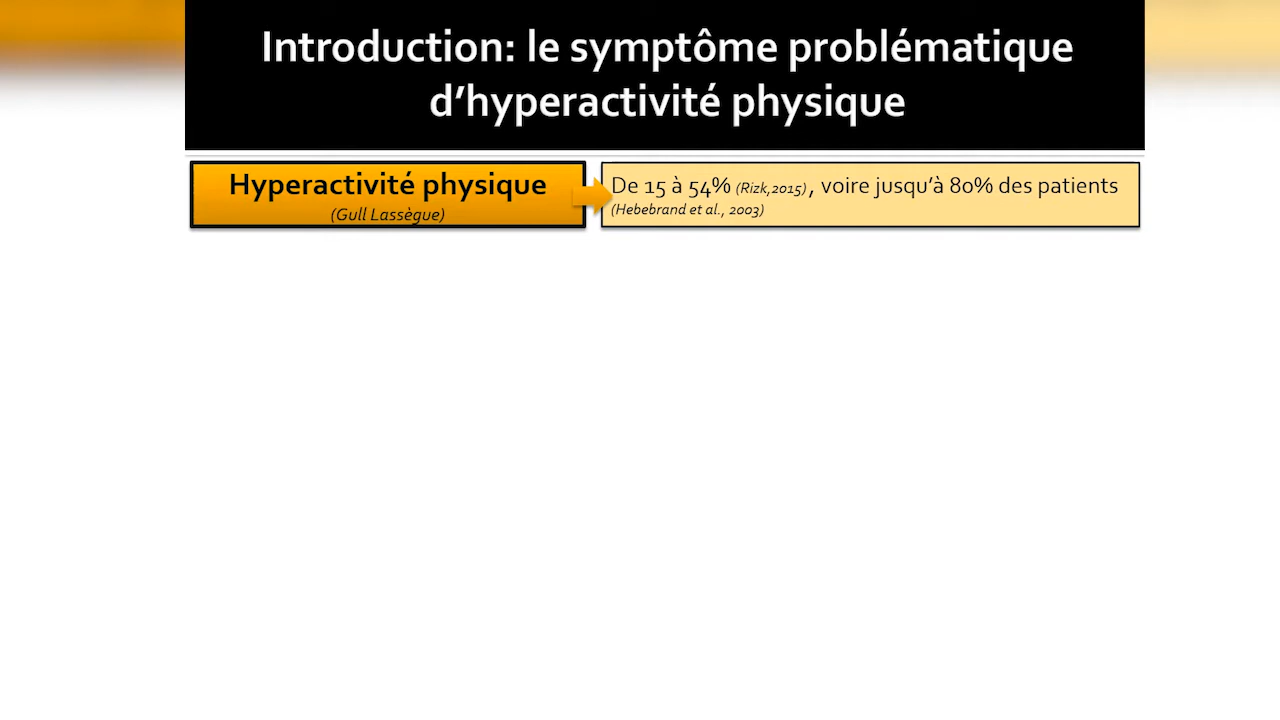 Introduction: le symptôme problématique
d’hyperactivité physique
Hyperactivité physique
(Gull Lassègue)
De 15 à 54% (Rizk,2015), voire jusqu’à 80% des patients
(Hebebrand et al., 2003)